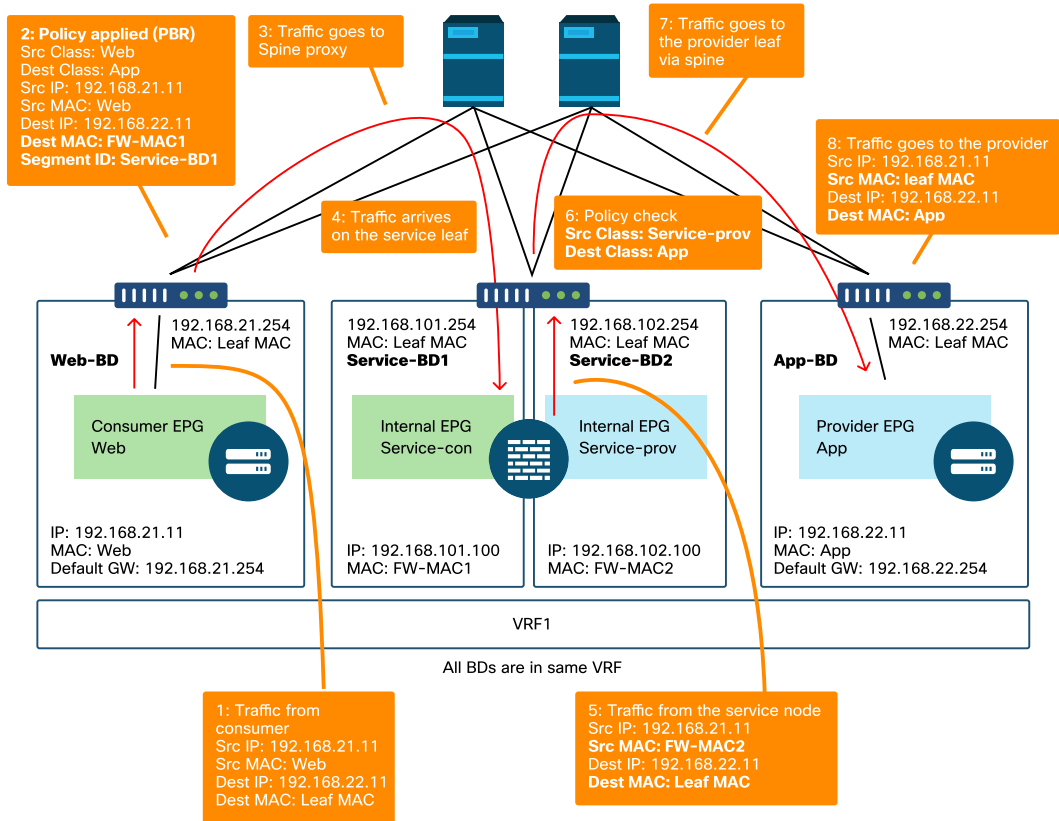 2: Policy applied (PBR)
Src Class: Web
Dest Class: App
Src IP: 192.168.21.11
Src MAC: Web
Dest IP: 192.168.22.11
Dest MAC: FW-MAC1
Segment ID: Service-BD1
3: Traffic goes to
Spine proxy
7: Traffic goes to
the provider leaf
via spine
8: Traffic goes to the provider
Src IP: 192.168.21.11
Src MAC: leaf MAC
Dest IP: 192.168.22.11
Dest MAC: App
4: Traffic arrives
on the service leaf
6: Policy check
Src Class: Service-prov
Dest Class: App
192.168.21.254
MAC: Leaf MAC
Web-BD
Consumer EPG
Web
IP: 192.168.21.11
MAC: Web
Default GW: 192.168.21.254
192.168.101.254
MAC: Leaf MAC
Service-BD1
Internal EPG
Service-con
IP: 192.168.101.100
MAC: FW-MAC1
192.168.102.254
MAC: Leaf MAC
Service-BD2
Internal EPG
Service-prov
IP: 192.168.102.100
MAC: FW-MAC2
192.168.22.254
MAC: Leaf MAC
App-BD
Provider EPG
App
IP: 192.168.22.11
MAC: App
Default GW: 192.168.22.254
VRF1
All BDs are in same VRF
1: Traffic from
consumer
Src IP: 192.168.21.11
Src MAC: Web
Dest IP: 192.168.22.11
Dest MAC: Leaf MAC
5: Traffic from the service node
Src IP: 192.168.21.11
Src MAC: FW-MAC2
Dest IP: 192.168.22.11
Dest MAC: Leaf MAC